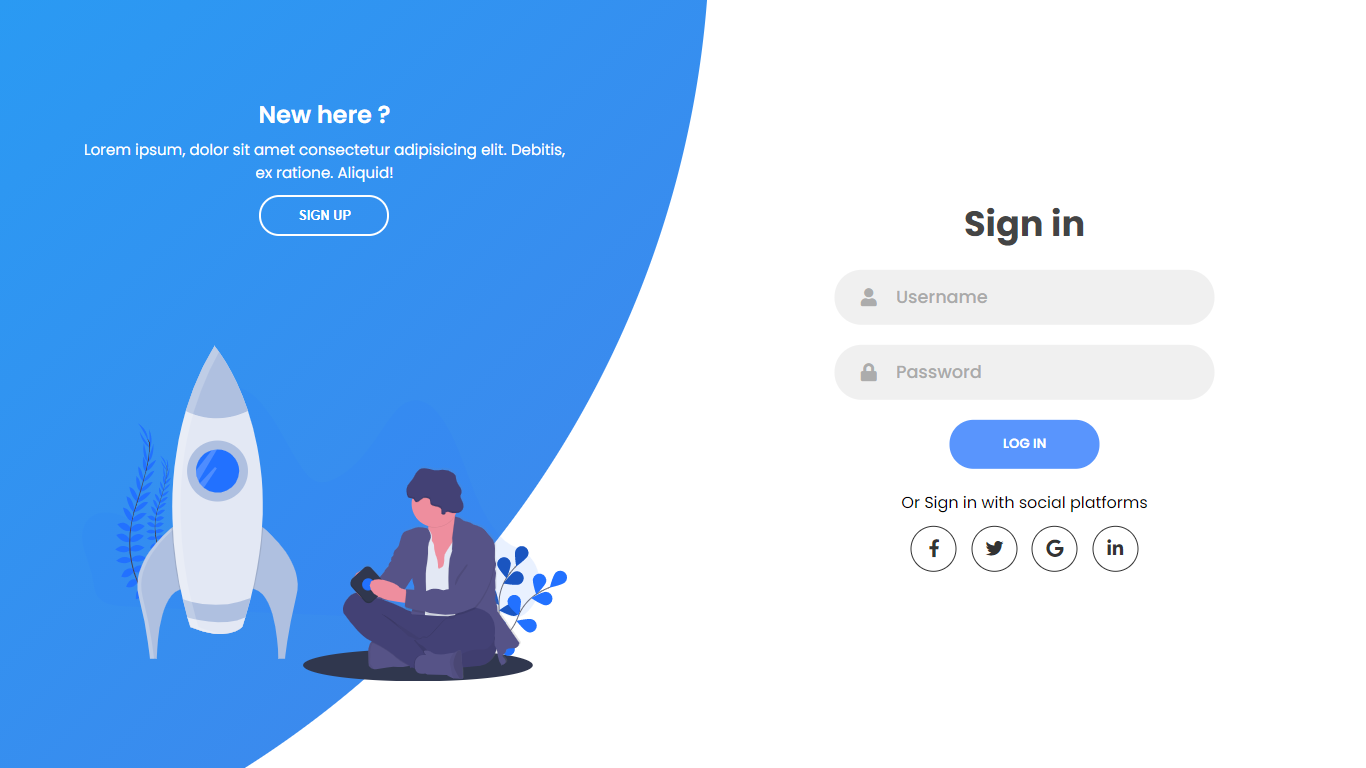 New here ?
Lorem ipsum, dolor sit amet consectetur adipisicing elit. Debitis,
ex ratione. Aliquid!
SIGN UP
Sign in
Username
Password
LOG IN
Or Sign in with social platforms